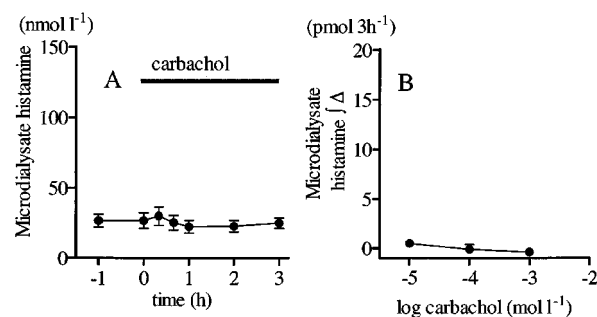 (nmol l⁻¹)
Microdialysate histamine
150
100
50
0
A
carbachol
-1 0 1 2 3
time (h)
(pmol 3h⁻¹)
Microdialysate
histamine ∫ Δ
20
15
10
5
0
B
-5 -4 -3 -2
log carbachol (mol l⁻¹)